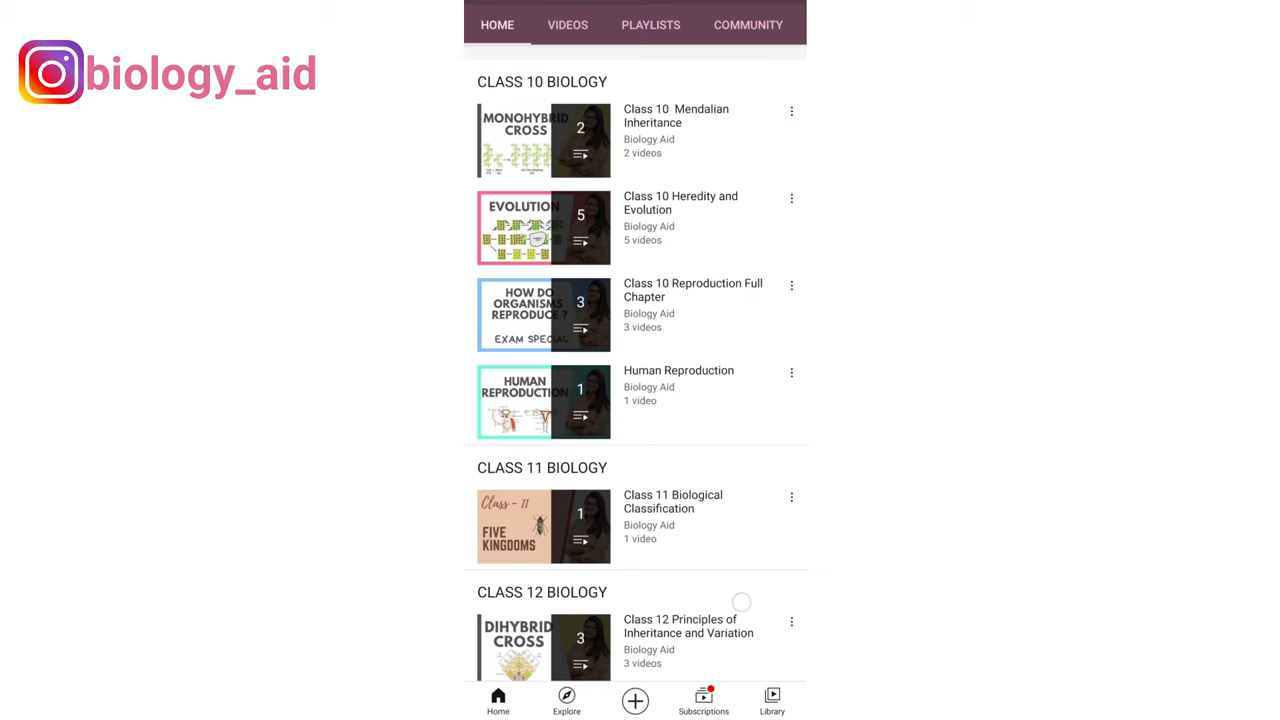 biology_aid
HOME VIDEOS PLAYLISTS COMMUNITY
CLASS 10 BIOLOGY
MONOHYBRID
CROSS
2
Class 10 Mendalian
Inheritance
Biology Aid
2 videos
EVOLUTION
5
Class 10 Heredity and
Evolution
Biology Aid
5 videos
HOW DO
ORGANISMS
REPRODUCE ?
EXAM SPECIAL
3
Class 10 Reproduction Full
Chapter
Biology Aid
3 videos
HUMAN
REPRODUCTION
1
Human Reproduction
Biology Aid
1 video
CLASS 11 BIOLOGY
Class - 11
FIVE
KINGDOMS
1
Class 11 Biological
Classification
Biology Aid
1 video
CLASS 12 BIOLOGY
DIHYBRID
CROSS
3
Class 12 Principles of
Inheritance and Variation
Biology Aid
3 videos
Home Explore Subscriptions Library